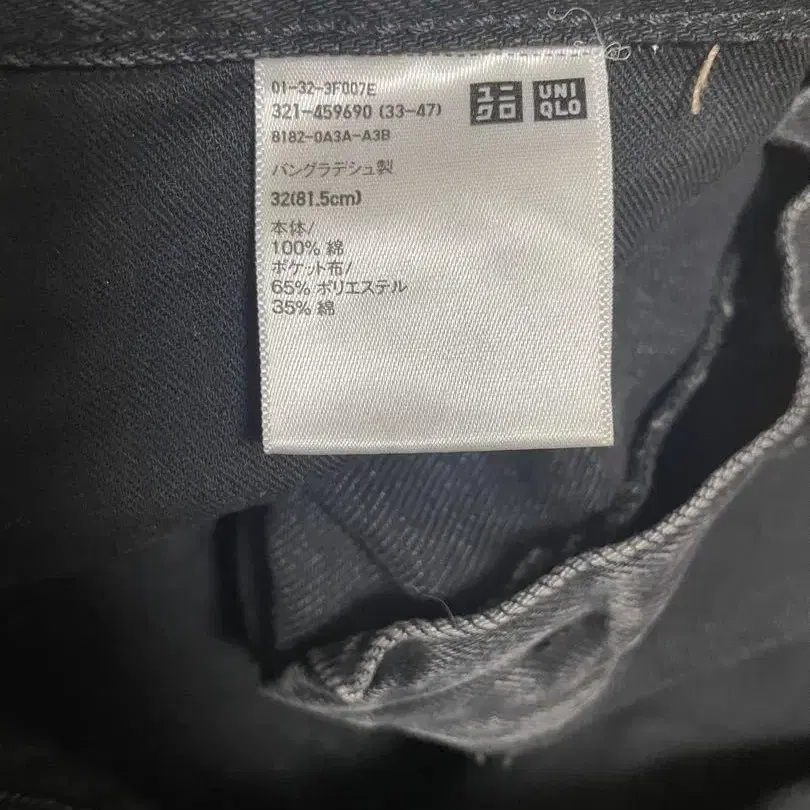 01-32-3F007E
321-459690 (33-47)
8182-0A3A-A3B
バングラデシュ製
32(81.5cm)
本体/
100% 綿
ポケット布/
65% ポリエステル
35% 綿
ユニ
クロ
UNI
QLO